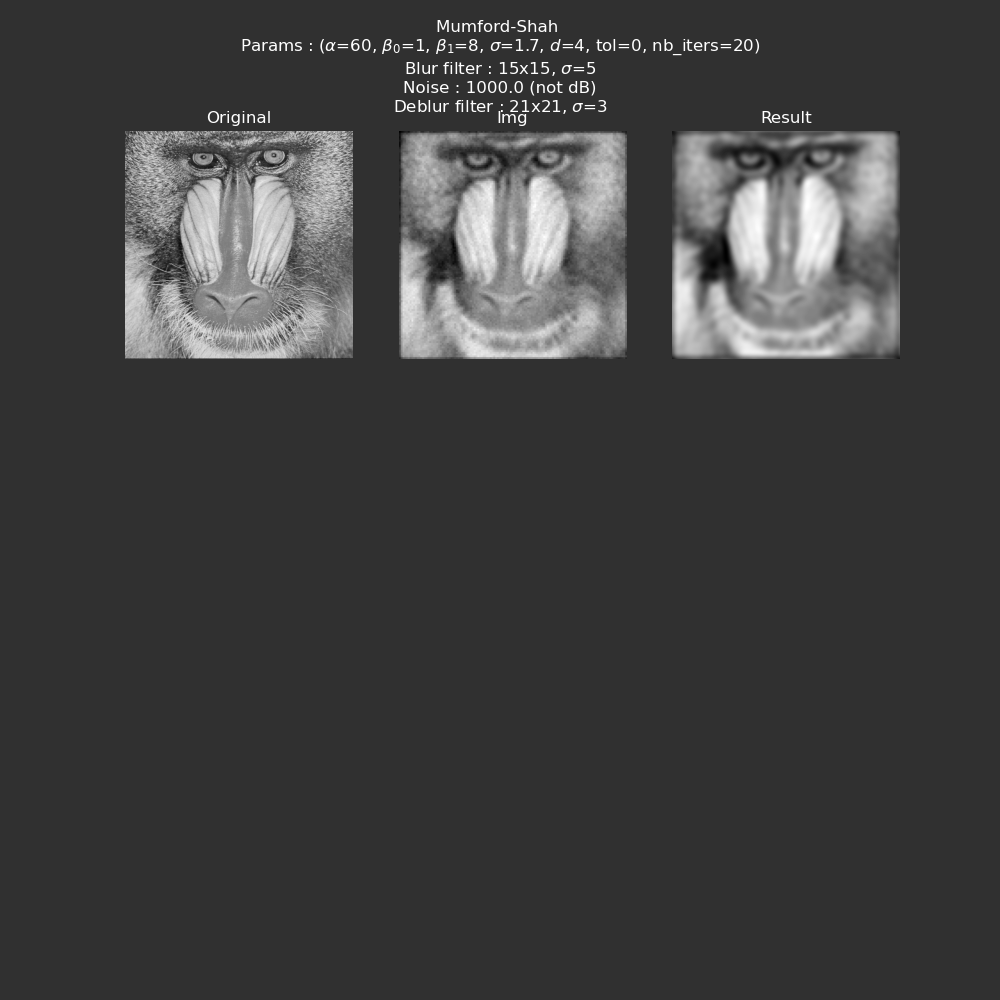 Mumford-Shah
Params : (α=60, β₀=1, β₁=8, σ=1.7, d=4, tol=0, nb_iters=20)
Blur filter : 15x15, σ=5
Noise : 1000.0 (not dB)
Deblur filter : 21x21, σ=3
Original Img Result